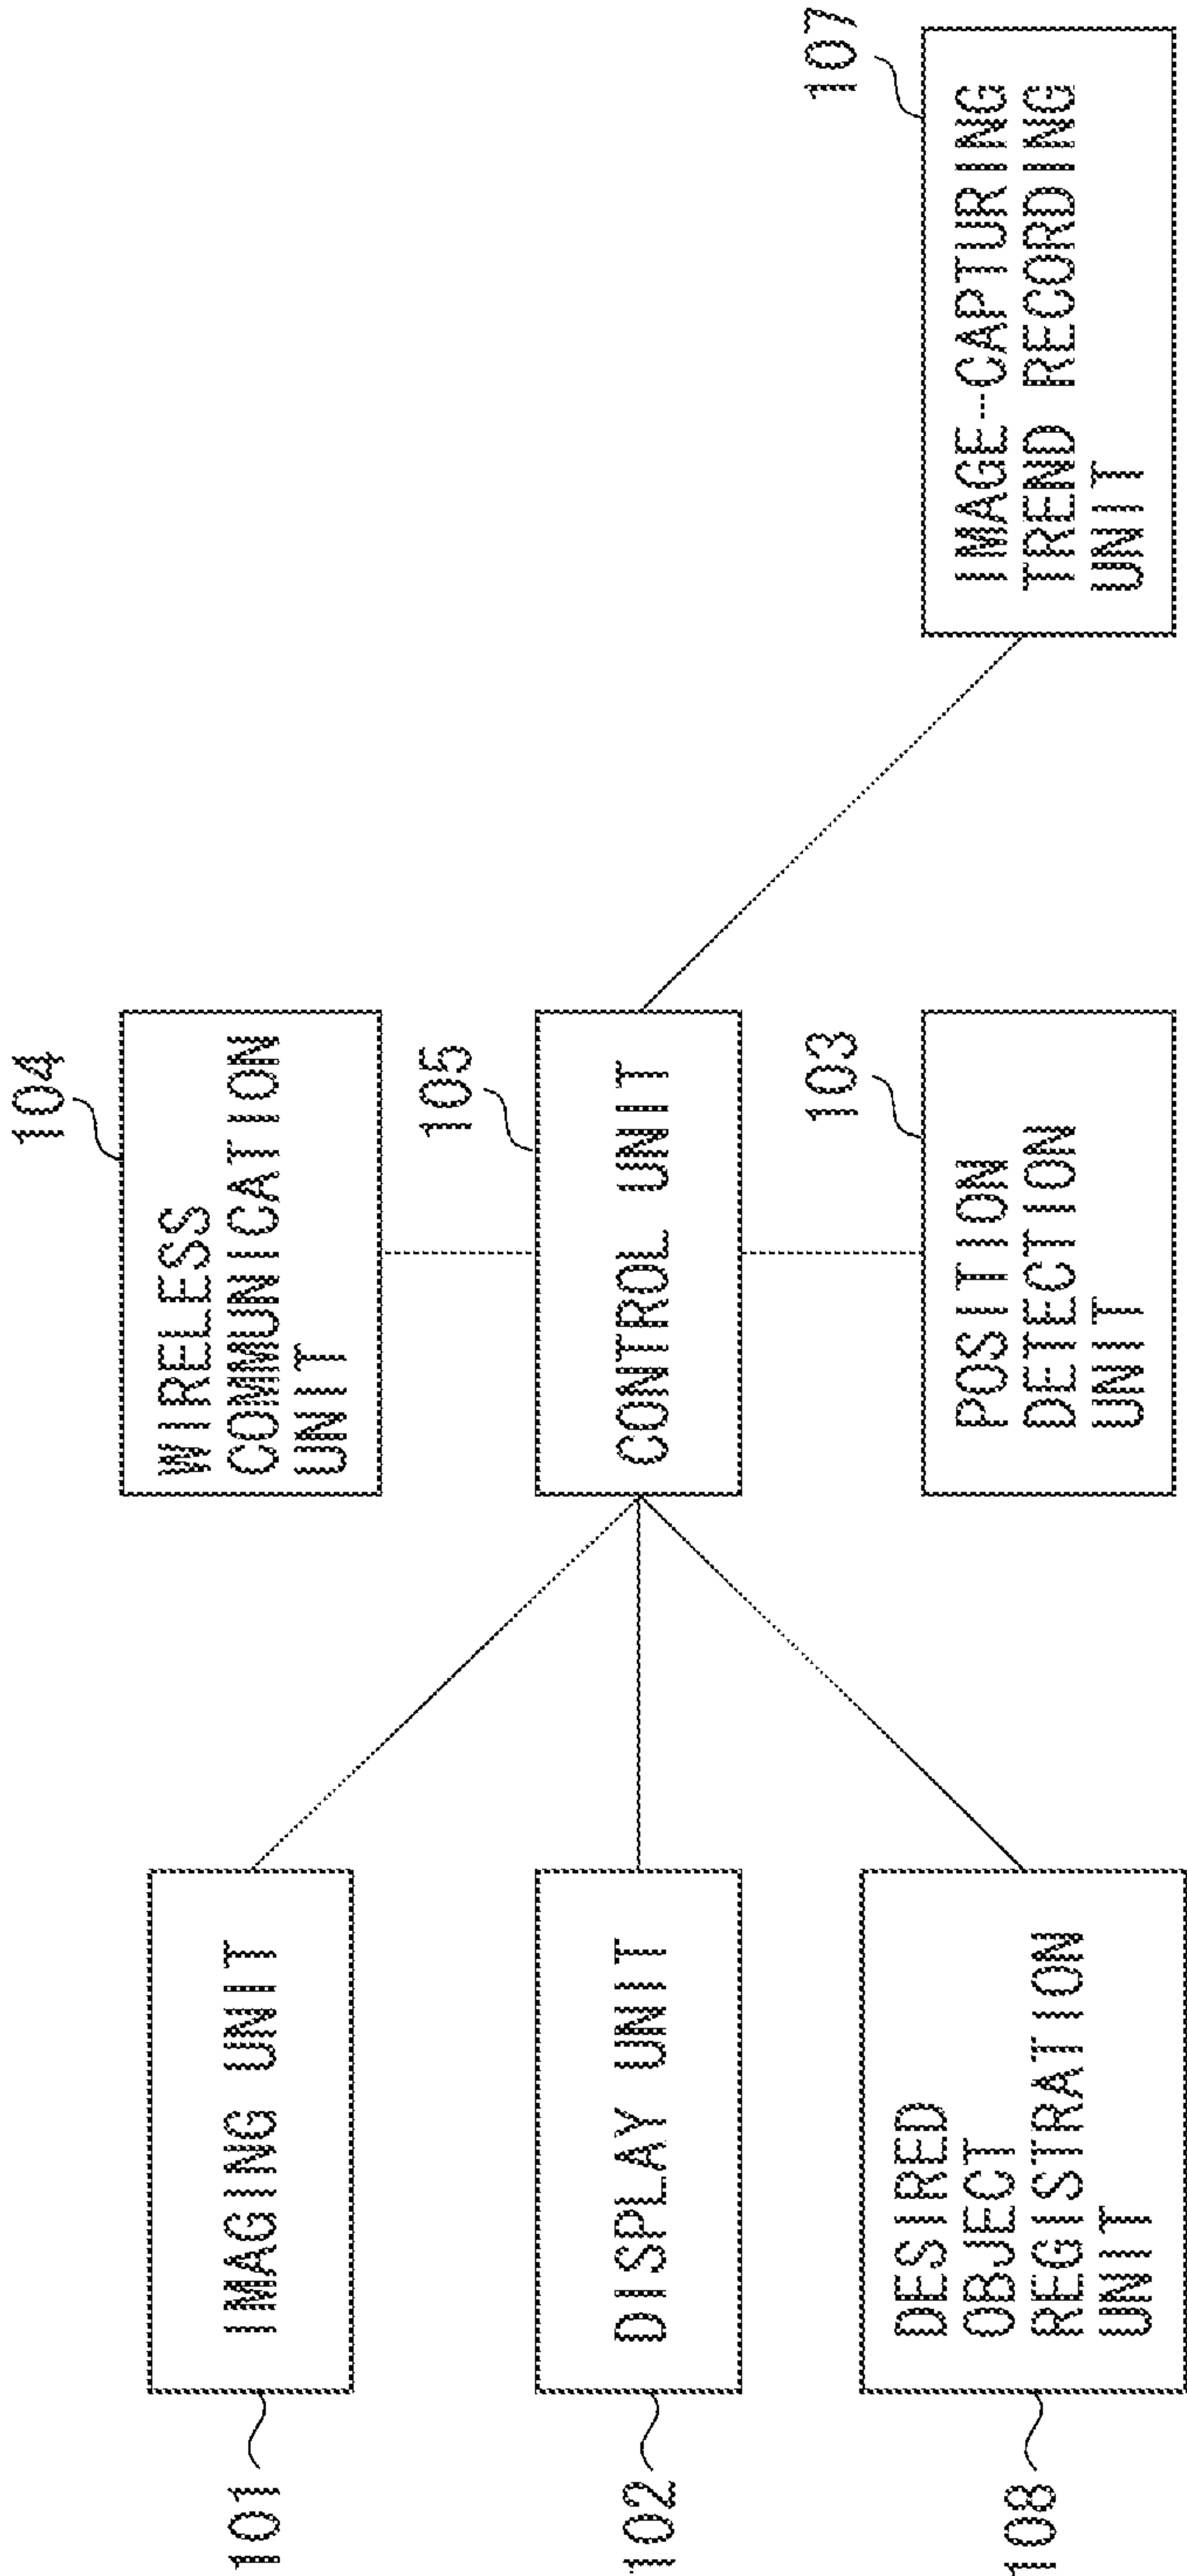 101
IMAGING UNIT
102
DISPLAY UNIT
108
DESIRED
OBJECT
REGISTRATION
UNIT
104
WIRELESS
COMMUNICATION
UNIT
105
CONTROL UNIT
103
POSITION
DETECTION
UNIT
107
IMAGE-CAPTURING
TREND RECORDING
UNIT